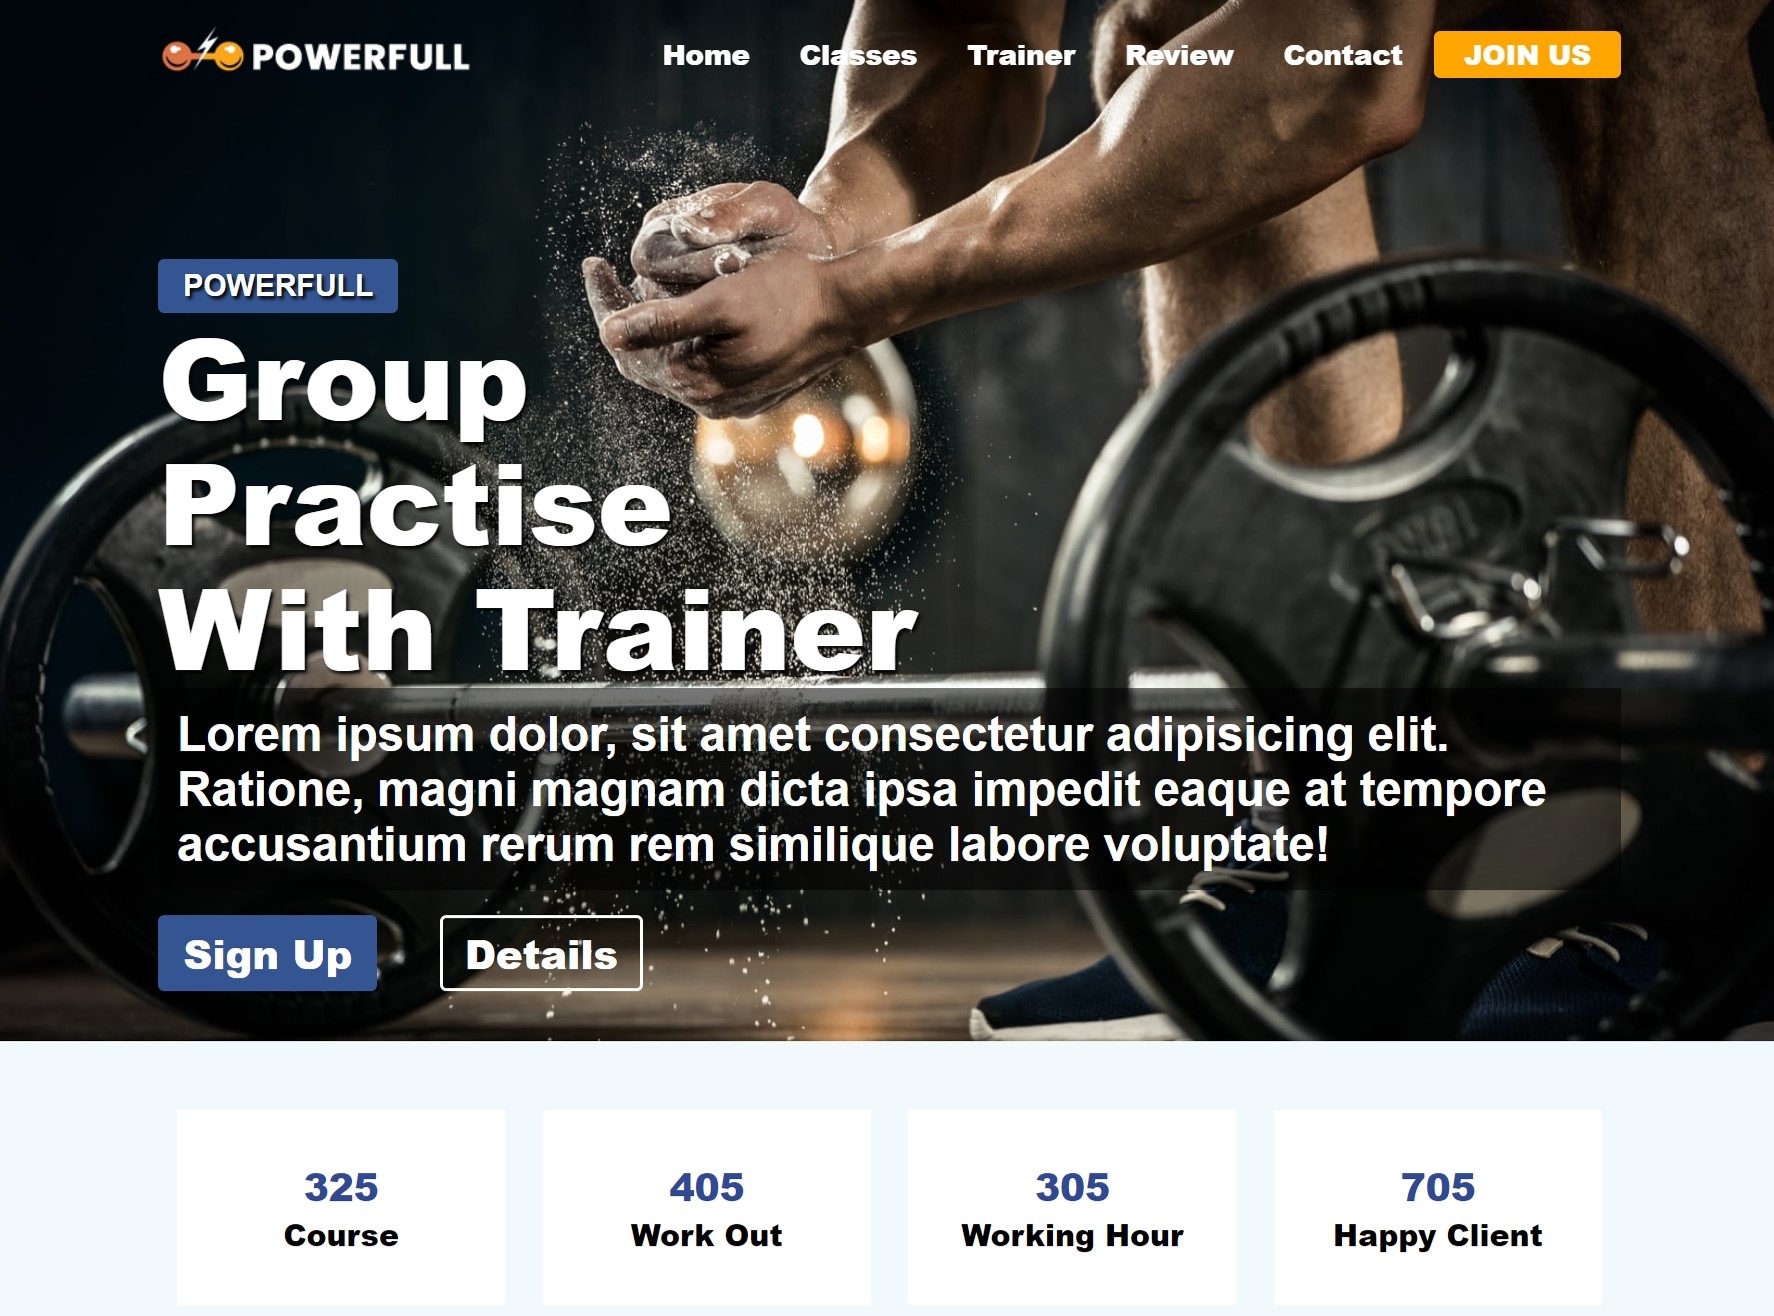 POWERFULL
Home Classes Trainer Review Contact JOIN US
POWERFULL
Group
Practise
With Trainer
Lorem ipsum dolor, sit amet consectetur adipisicing elit.
Ratione, magni magnam dicta ipsa impedit eaque at tempore
accusantium rerum rem similique labore voluptate!
Sign Up Details
325 405 305 705
Course Work Out Working Hour Happy Client